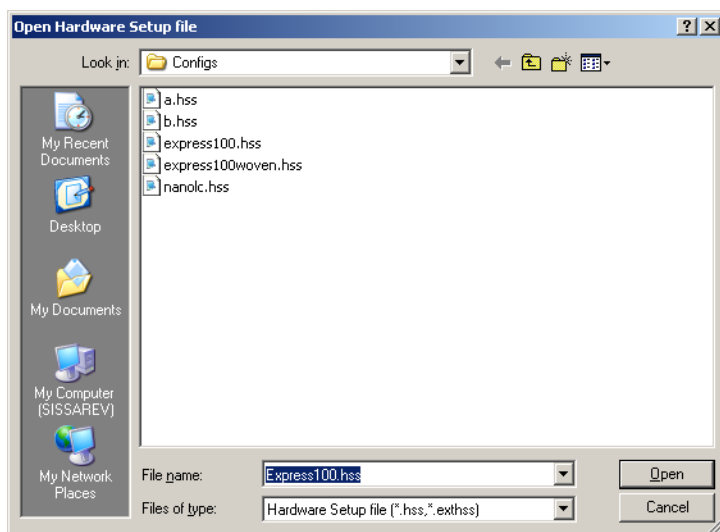 Open Hardware Setup file
Look in:
Configs
My Recent
Documents
Desktop
My Documents
My Computer
(SISSAREV)
My Network
Places
a.hss
b.hss
express100.hss
express100woven.hss
nanolc.hss
File name:
Express100.hss
Open
Files of type:
Hardware Setup file (*.hss,*.exthss)
Cancel